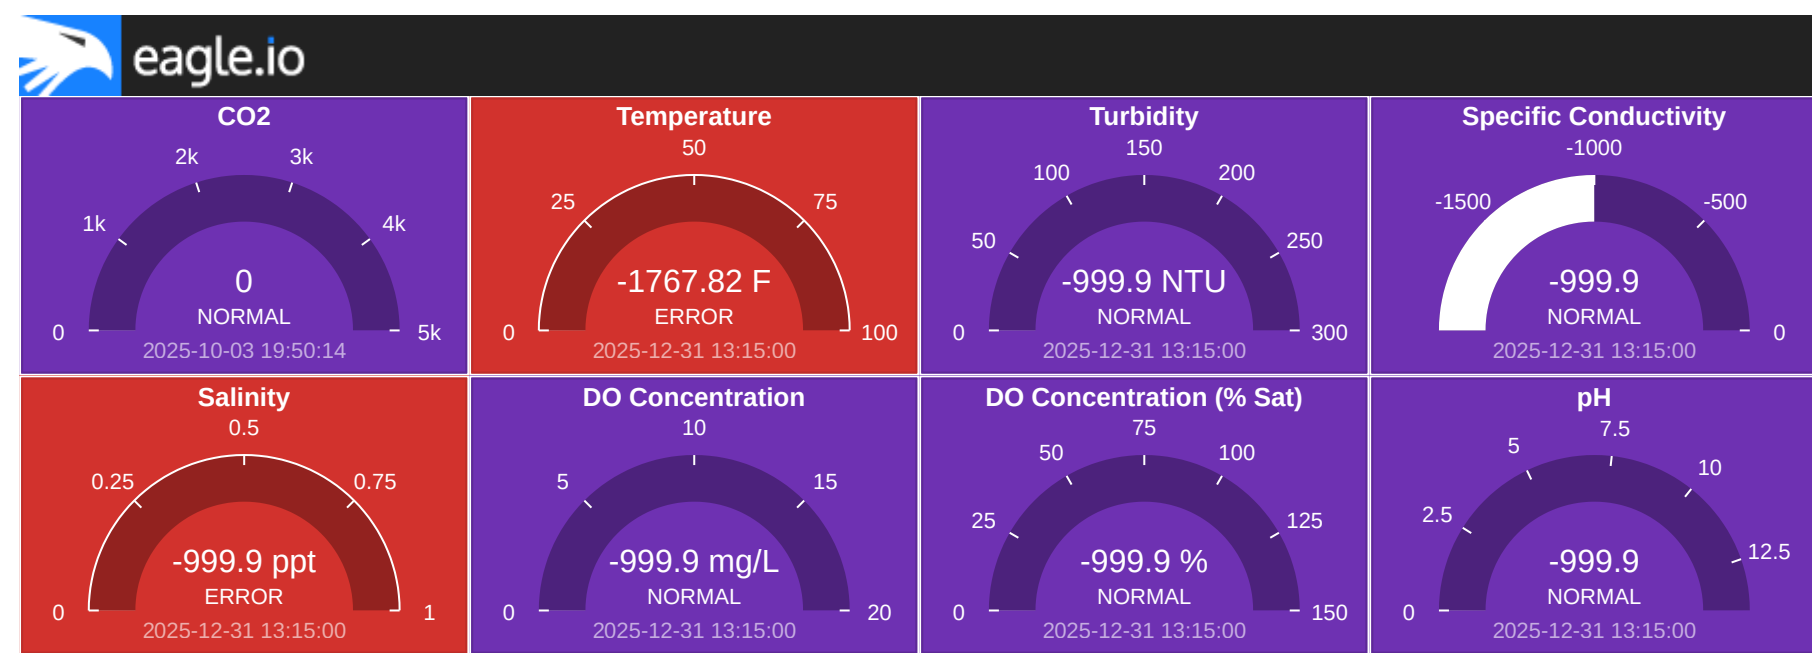 eagle.io
CO2
2k 3k
1k 4k
0
NORMAL
0 5k
2025-10-03 19:50:14
Temperature
50
25 75
-1767.82 F
ERROR
0 100
2025-12-31 13:15:00
Turbidity
150
100 200
50 250
-999.9 NTU
NORMAL
0 300
2025-12-31 13:15:00
Specific Conductivity
-1000
-1500 -500
-999.9
NORMAL
0
2025-12-31 13:15:00
Salinity
0.5
0.25 0.75
-999.9 ppt
ERROR
0 1
2025-12-31 13:15:00
DO Concentration
10
5 15
-999.9 mg/L
NORMAL
0 20
2025-12-31 13:15:00
DO Concentration (% Sat)
75
50 100
25 125
-999.9 %
NORMAL
0 150
2025-12-31 13:15:00
pH
7.5
5 10
2.5 12.5
-999.9
NORMAL
0
2025-12-31 13:15:00